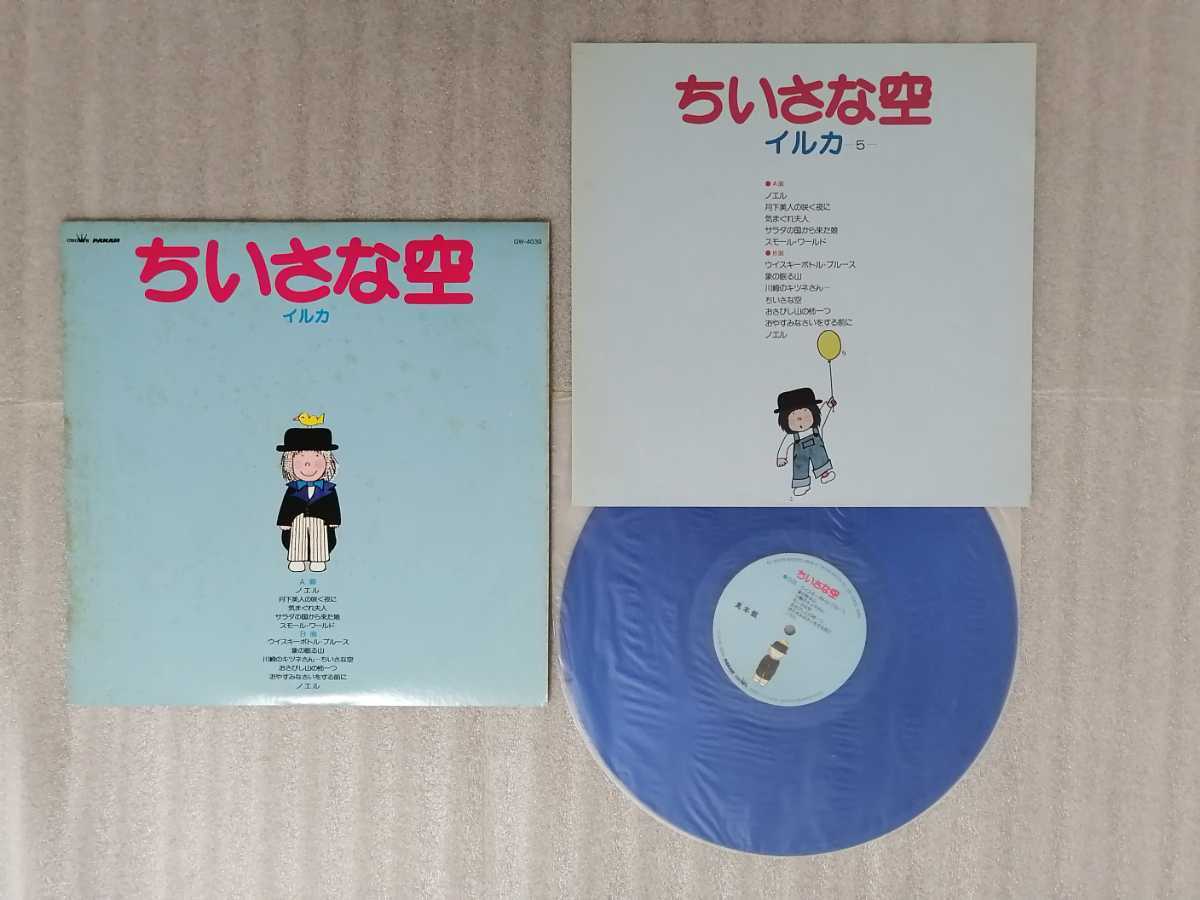 CROWN PANAM
GW-4039
ちいさな空
イルカ
A 面
ノエル
月下美人の咲く夜に
気まぐれ夫人
サラダの国から来た娘
スモール・ワールド
B 面
ウイスキーボトル・ブルース
象の眠る山
川崎のキツネさん…ちいさな空
おさびし山の柿一つ
おやすみなさいをする前に
ノエル
ちいさな空
イルカ —5—
●A面
ノエル
月下美人の咲く夜に
気まぐれ夫人
サラダの国から来た娘
スモール・ワールド
●B面
ウイスキーボトル・ブルース
象の眠る山
川崎のキツネさん…
ちいさな空
おさびし山の柿一つ
おやすみなさいをする前に
ノエル
ちいさな空
見本盤
PANAM